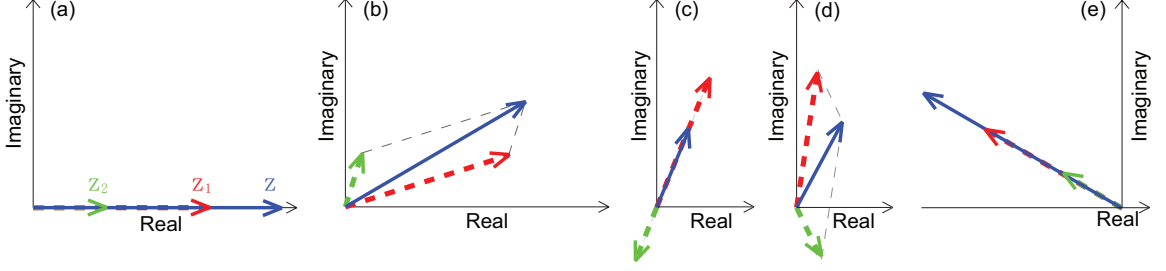 (a)
Imaginary
Z2
Z1
Z
Real
(b)
Imaginary
Real
(c)
Imaginary
Real
(d)
Imaginary
Real
(e)
Imaginary
Real